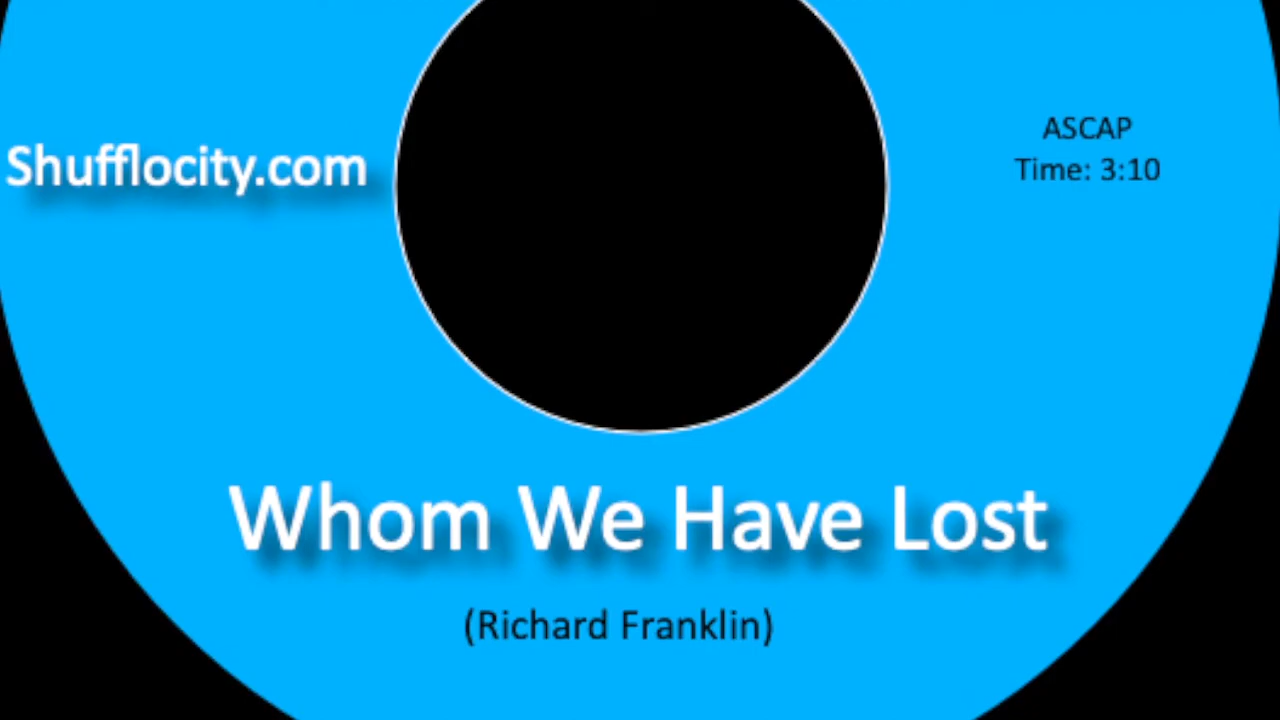 Shufflocity.com
ASCAP
Time: 3:10
Whom We Have Lost
(Richard Franklin)